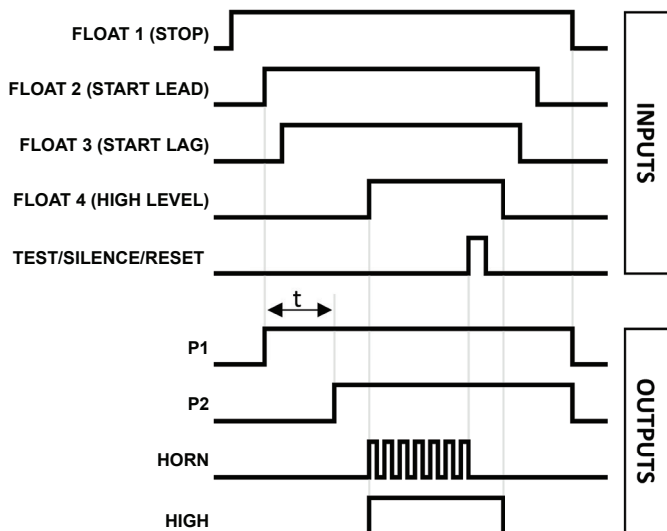 FLOAT 1 (STOP)
FLOAT 2 (START LEAD)
FLOAT 3 (START LAG)
FLOAT 4 (HIGH LEVEL)
TEST/SILENCE/RESET
INPUTS
t
P1
P2
HORN
HIGH
OUTPUTS